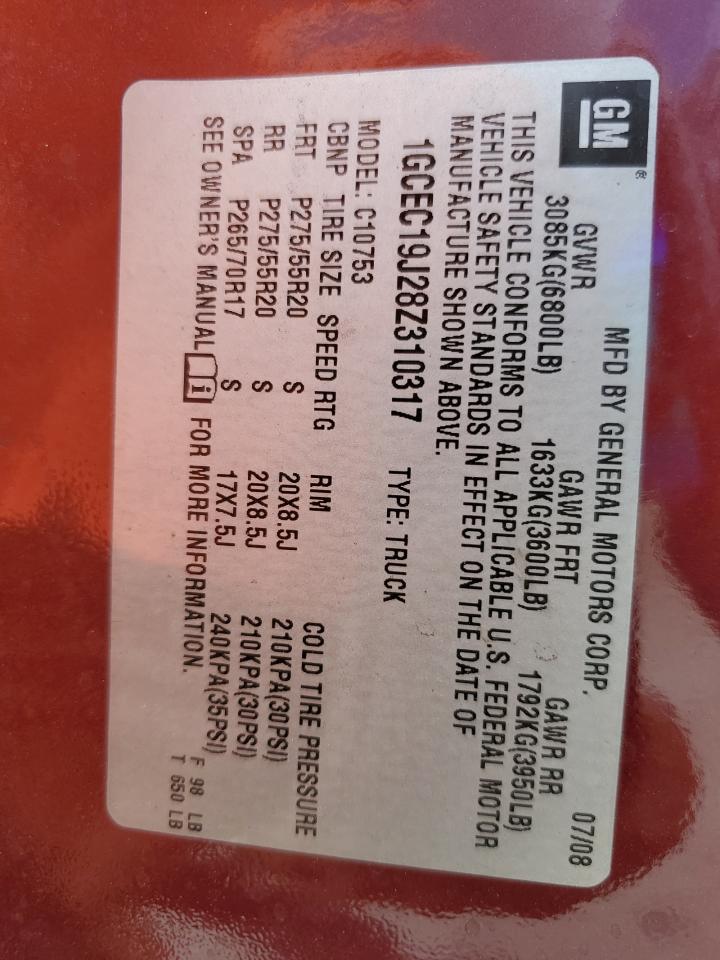 GM®
MFD BY GENERAL MOTORS CORP. 07/08
GVWR GAWR FRT GAWR RR
3085KG(6800LB) 1633KG(3600LB) 1792KG(3950LB)
THIS VEHICLE CONFORMS TO ALL APPLICABLE U.S. FEDERAL MOTOR
VEHICLE SAFETY STANDARDS IN EFFECT ON THE DATE OF
MANUFACTURE SHOWN ABOVE.
1GCEC19J28Z310317 TYPE: TRUCK
MODEL: C10753
CBNP TIRE SIZE SPEED RTG RIM COLD TIRE PRESSURE
FRT P275/55R20 S 20X8.5J 210KPA(30PSI)
RR P275/55R20 S 20X8.5J 210KPA(30PSI)
SPA P265/70R17 S 17X7.5J 240KPA(35PSI)
SEE OWNER'S MANUAL i FOR MORE INFORMATION.
F 98 LB
T 650 LB